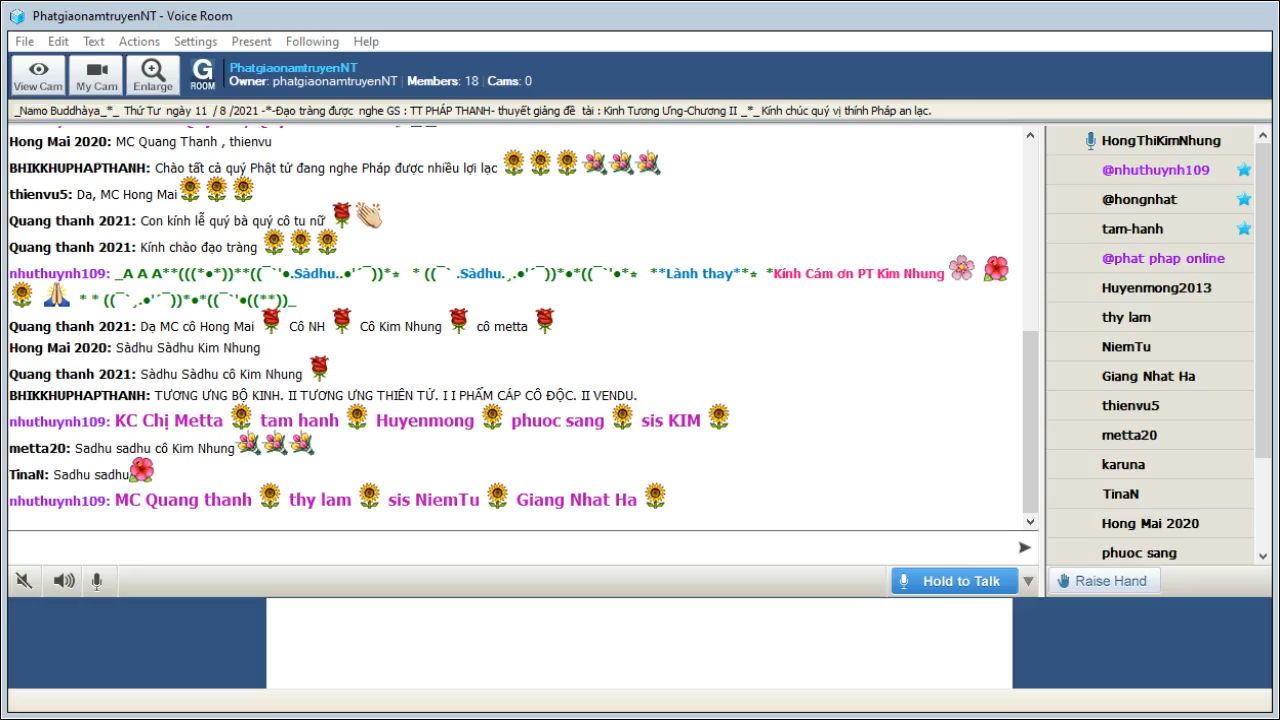 PhatgiaonamtruyenNT - Voice Room
File Edit Text Actions Settings Present Following Help
View Cam My Cam Enlarge G ROOM
PhatgiaonamtruyenNT
Owner: phatgiaonamtruyenNT | Members: 18 | Cams: 0
_Namo Buddhàya_*_ Thứ Tư ngày 11 / 8 /2021 -*-Đạo tràng được nghe GS : TT PHÁP THANH- thuyết giảng đề tài : Kinh Tương Ưng-Chương II _*_ Kính chúc quý vị thính Pháp an lạc.
Hong Mai 2020: MC Quang Thanh , thienvu
BHIKKHUPHAPTHANH: Chào tất cả quý Phật tử đang nghe Pháp được nhiều lợi lạc
thienvu5: Da, MC Hong Mai
Quang thanh 2021: Con kính lễ quý bà quý cô tu nữ
Quang thanh 2021: Kính chào đạo tràng
nhuthuynh109: _A A A**(((*●*))**((¯`'●.Sàdhu..●'´¯))*⭒ * ((¯` .Sàdhu.¸.●'´¯))*●*((¯`'●*⭒ **Lành thay**⭒ *Kính Cám ơn PT Kim Nhung
* * ((¯`¸.●'´¯))*●*((¯`'●((**))_
Quang thanh 2021: Dạ MC cô Hong Mai Cô NH Cô Kim Nhung cô metta
Hong Mai 2020: Sàdhu Sàdhu Kim Nhung
Quang thanh 2021: Sàdhu Sàdhu cô Kim Nhung
BHIKKHUPHAPTHANH: TƯƠNG ƯNG BỘ KINH. II TƯƠNG ƯNG THIÊN TỬ. I I PHẨM CÁP CÔ ĐỘC. II VENDU.
nhuthuynh109: KC Chị Metta tam hanh Huyenmong phuoc sang sis KIM
metta20: Sadhu sadhu cô Kim Nhung
TinaN: Sadhu sadhu
nhuthuynh109: MC Quang thanh thy lam sis NiemTu Giang Nhat Ha
HongThiKimNhung
@nhuthuynh109
@hongnhat
tam-hanh
@phat phap online
Huyenmong2013
thy lam
NiemTu
Giang Nhat Ha
thienvu5
metta20
karuna
TinaN
Hong Mai 2020
phuoc sang
Hold to Talk
Raise Hand